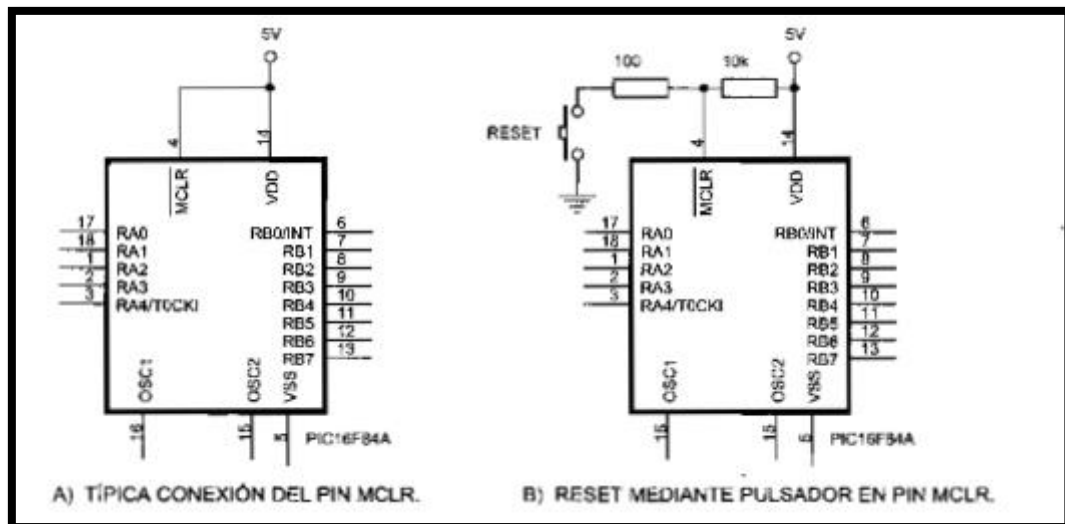 5V
4
14
MCLR
VDD
17 RA0
18 RA1
1 RA2
2 RA3
3 RA4/T0CKI
RB0/INT 6
RB1 7
RB2 8
RB3 9
RB4 10
RB5 11
RB6 12
RB7 13
OSC1
OSC2
VSS
16
15
5
PIC16F84A
A) TÍPICA CONEXIÓN DEL PIN MCLR.
5V
100
10k
RESET
4
14
MCLR
VDD
17 RA0
18 RA1
1 RA2
2 RA3
3 RA4/T0CKI
RB0/INT 6
RB1 7
RB2 8
RB3 9
RB4 10
RB5 11
RB6 12
RB7 13
OSC1
OSC2
VSS
15
PIC16F84A
B) RESET MEDIANTE PULSADOR EN PIN MCLR.